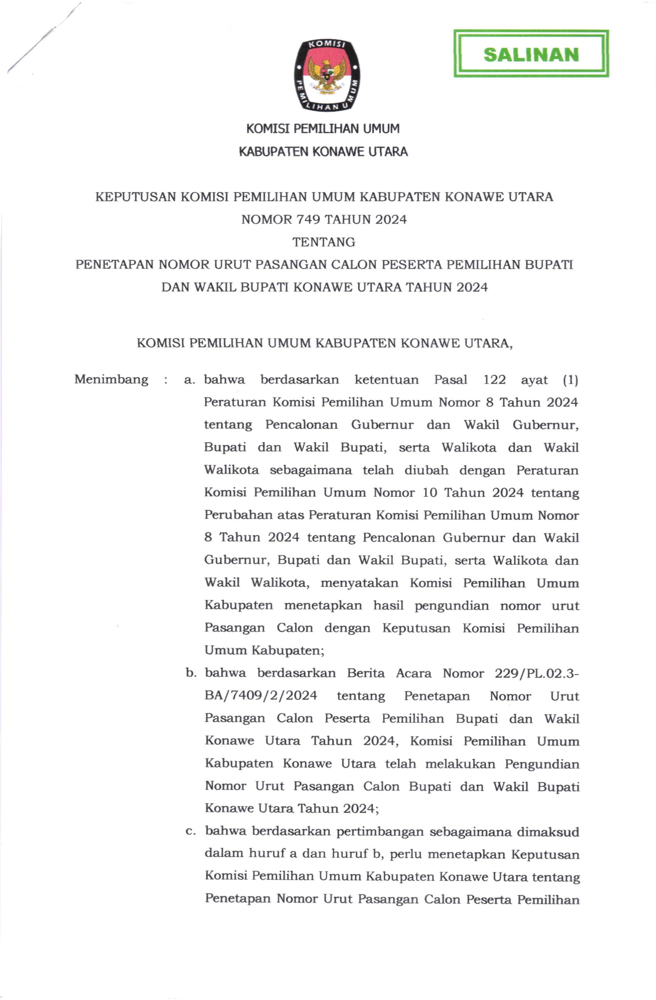 SALINAN
KOMISI
PEMILIHAN UMUM
KOMISI PEMILIHAN UMUM
KABUPATEN KONAWE UTARA
KEPUTUSAN KOMISI PEMILIHAN UMUM KABUPATEN KONAWE UTARA
NOMOR 749 TAHUN 2024
TENTANG
PENETAPAN NOMOR URUT PASANGAN CALON PESERTA PEMILIHAN BUPATI
DAN WAKIL BUPATI KONAWE UTARA TAHUN 2024
KOMISI PEMILIHAN UMUM KABUPATEN KONAWE UTARA,
Menimbang : a. bahwa berdasarkan ketentuan Pasal 122 ayat (1)
Peraturan Komisi Pemilihan Umum Nomor 8 Tahun 2024
tentang Pencalonan Gubernur dan Wakil Gubernur,
Bupati dan Wakil Bupati, serta Walikota dan Wakil
Walikota sebagaimana telah diubah dengan Peraturan
Komisi Pemilihan Umum Nomor 10 Tahun 2024 tentang
Perubahan atas Peraturan Komisi Pemilihan Umum Nomor
8 Tahun 2024 tentang Pencalonan Gubernur dan Wakil
Gubernur, Bupati dan Wakil Bupati, serta Walikota dan
Wakil Walikota, menyatakan Komisi Pemilihan Umum
Kabupaten menetapkan hasil pengundian nomor urut
Pasangan Calon dengan Keputusan Komisi Pemilihan
Umum Kabupaten;
b. bahwa berdasarkan Berita Acara Nomor 229/PL.02.3-
BA/7409/2/2024 tentang Penetapan Nomor Urut
Pasangan Calon Peserta Pemilihan Bupati dan Wakil
Konawe Utara Tahun 2024, Komisi Pemilihan Umum
Kabupaten Konawe Utara telah melakukan Pengundian
Nomor Urut Pasangan Calon Bupati dan Wakil Bupati
Konawe Utara Tahun 2024;
c. bahwa berdasarkan pertimbangan sebagaimana dimaksud
dalam huruf a dan huruf b, perlu menetapkan Keputusan
Komisi Pemilihan Umum Kabupaten Konawe Utara tentang
Penetapan Nomor Urut Pasangan Calon Peserta Pemilihan